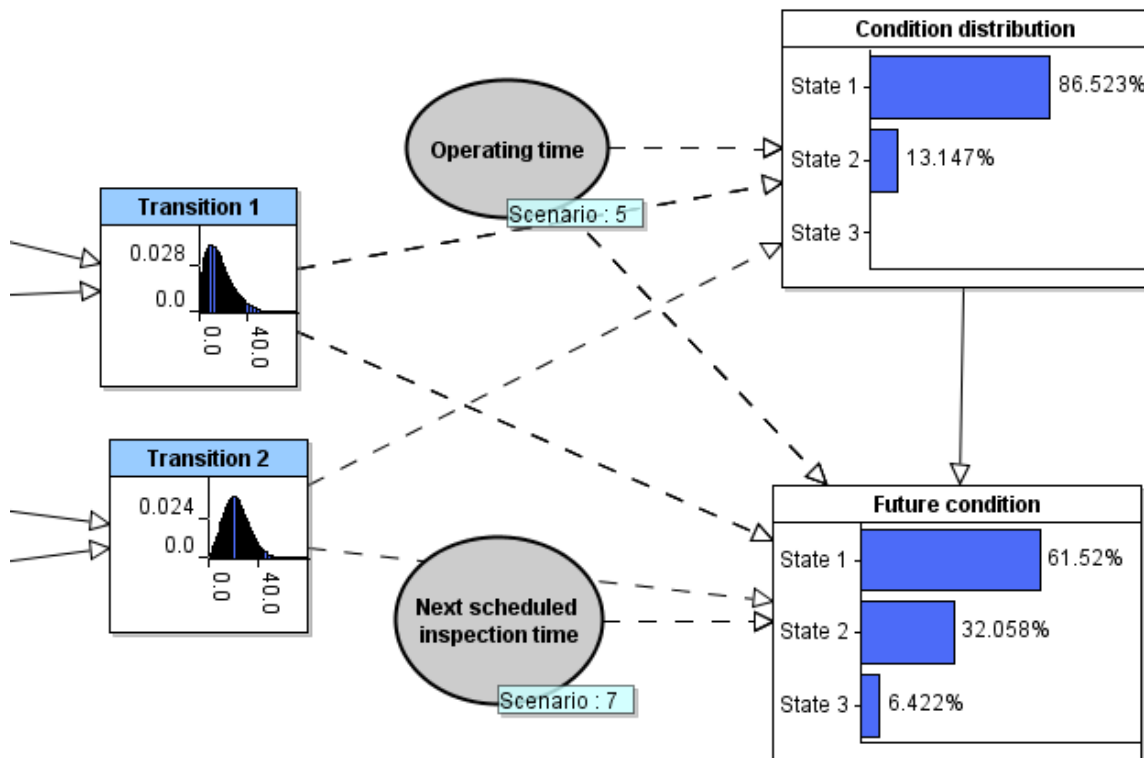 Condition distribution
State 1
86.523%
State 2
13.147%
State 3
Operating time
Scenario : 5
Transition 1
0.028
0.0
0.0
40.0
Transition 2
0.024
0.0
0.0
40.0
Next scheduled
inspection time
Scenario : 7
Future condition
State 1
61.52%
State 2
32.058%
State 3
6.422%